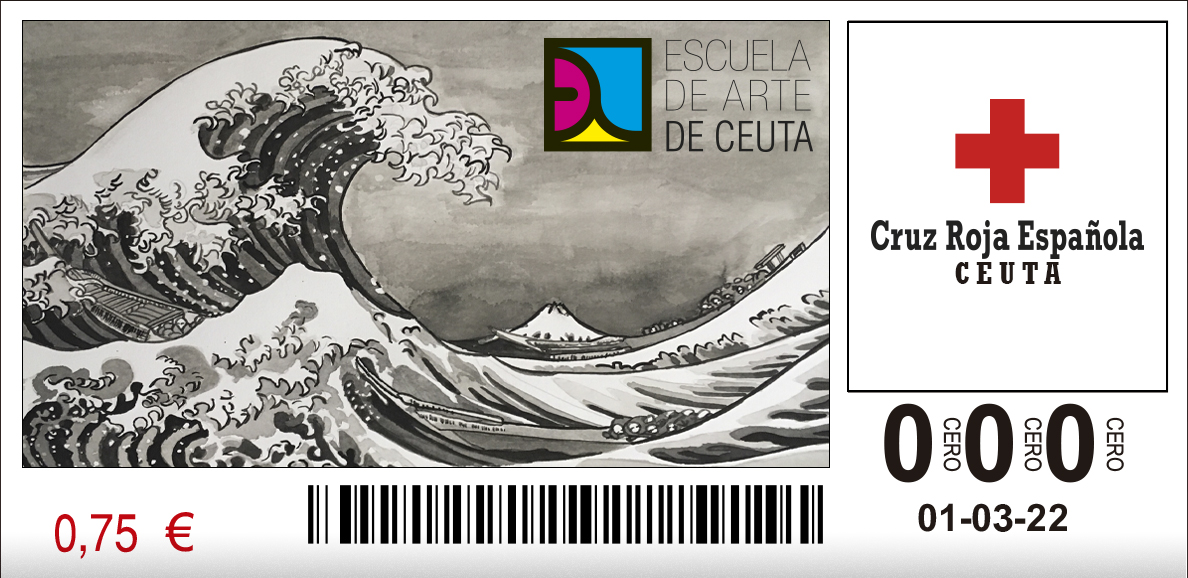 ESCUELA
DE ARTE
DE CEUTA
Cruz Roja Española
CEUTA
0 CERO 0 CERO 0 CERO
01-03-22
0,75 €